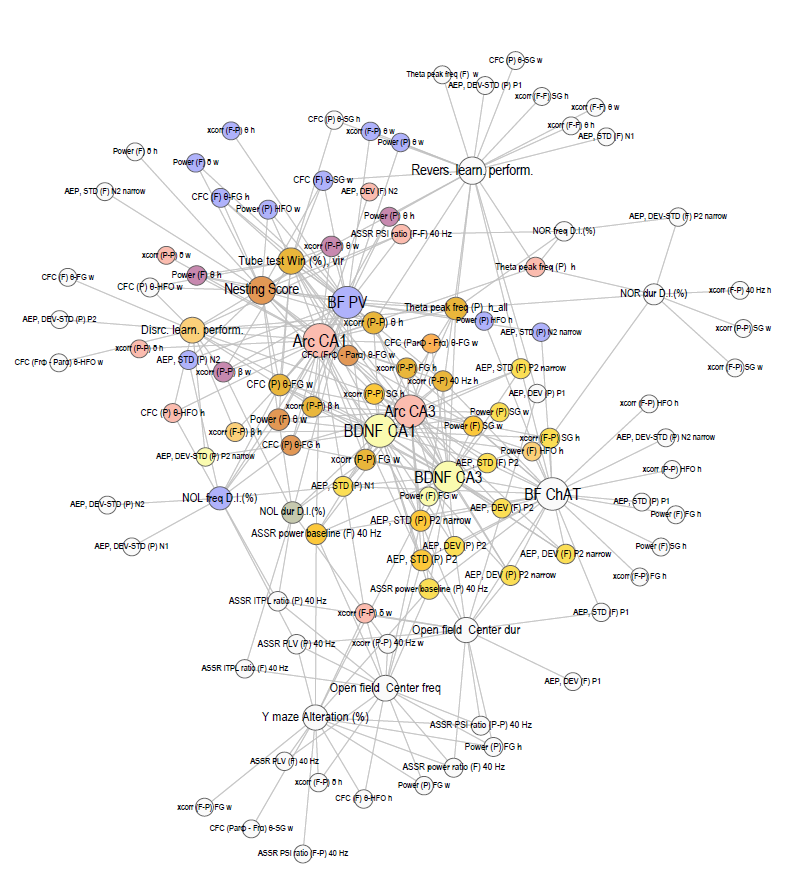 CFC (P) θ-SG w
Theta peak freq (F) w
AEP, DEV-STD (P) P1
xcorr (F-F) SG h
xcorr (F-F) θ w
CFC (P) θ-SG h
xcorr (F-F) θ h
xcorr (F-P) θ h
xcorr (F-P) θ w
AEP, STD (F) N1
Power (P) θ w
Power (F) δ h
Power (F) δ w
Revers. learn. perform.
CFC (F) θ-SG w
AEP, STD (F) N2 narrow
AEP, DEV (F) N2
CFC (F) θ-FG h
Power (P) HFO w
Power (P) θ h
AEP, DEV-STD (F) P2 narrow
ASSR PSI ratio (F-F) 40 Hz
NOR freq D.I.(%)
xcorr (P-P) θ w
xcorr (P-P) δ w
Tube test Win (%), vir
Theta peak freq (P) h
Power (F) θ h
CFC (F) θ-FG w
CFC (P) θ-HFO w
Nesting Score
NOR dur D.I.(%)
xcorr (F-P) 40 Hz h
BF PV
Theta peak freq (P) h_all
AEP, DEV-STD (P) P2
Power (P) HFO h
xcorr (P-P) θ h
Disrc. learn. perform.
xcorr (P-P) SG w
AEP, STD (P) N2 narrow
Arc CA1
CFC (Parφ - Frα) θ-FG w
xcorr (P-P) δ h
CFC (Frφ - Parα) θ-FG w
CFC (Frφ - Parα) θ-HFO w
AEP, STD (P) N2
xcorr (P-P) FG h
AEP, STD (F) P2 narrow
xcorr (F-P) SG w
xcorr (P-P) β w
xcorr (P-P) 40 Hz h
CFC (P) θ-FG w
xcorr (P-P) SG h
AEP, DEV (P) P1
xcorr (F-P) HFO h
CFC (P) θ-HFO h
xcorr (P-P) β h
Arc CA3
Power (P) SG w
Power (F) θ w
Power (F) SG w
xcorr (F-P) β h
BDNF CA1
xcorr (F-P) SG h
AEP, DEV-STD (P) N2 narrow
CFC (P) θ-FG h
Power (F) HFO h
AEP, DEV-STD (P) P2 narrow
xcorr (P-P) FG w
AEP, STD (F) P2
xcorr (P-P) HFO h
BDNF CA3
AEP, STD (P) N1
NOL freq D.I.(%)
Power (F) FG w
BF ChAT
AEP, STD (P) P1
AEP, DEV-STD (P) N2
AEP, DEV (F) P2
NOL dur D.I.(%)
Power (F) FG h
AEP, STD (P) P2 narrow
ASSR power baseline (F) 40 Hz
AEP, DEV-STD (P) N1
AEP, DEV (P) P2
Power (F) SG h
AEP, DEV (F) P2 narrow
AEP, STD (P) P2
AEP, DEV (P) P2 narrow
xcorr (F-P) FG h
ASSR power baseline (P) 40 Hz
ASSR ITPL ratio (P) 40 Hz
xcorr (F-P) δ w
AEP, STD (F) P1
Open field Center dur
ASSR PLV (P) 40 Hz
xcorr (F-P) 40 Hz w
ASSR ITPL ratio (F) 40 Hz
AEP, DEV (F) P1
Open field Center freq
Y maze Alteration (%)
ASSR PSI ratio (P-P) 40 Hz
Power (P) FG h
ASSR PLV (F) 40 Hz
ASSR power ratio (F) 40 Hz
xcorr (F-P) δ h
Power (P) FG w
CFC (F) θ-HFO h
xcorr (F-P) FG w
CFC (Parφ - Frα) θ-SG w
ASSR PSI ratio (F-P) 40 Hz